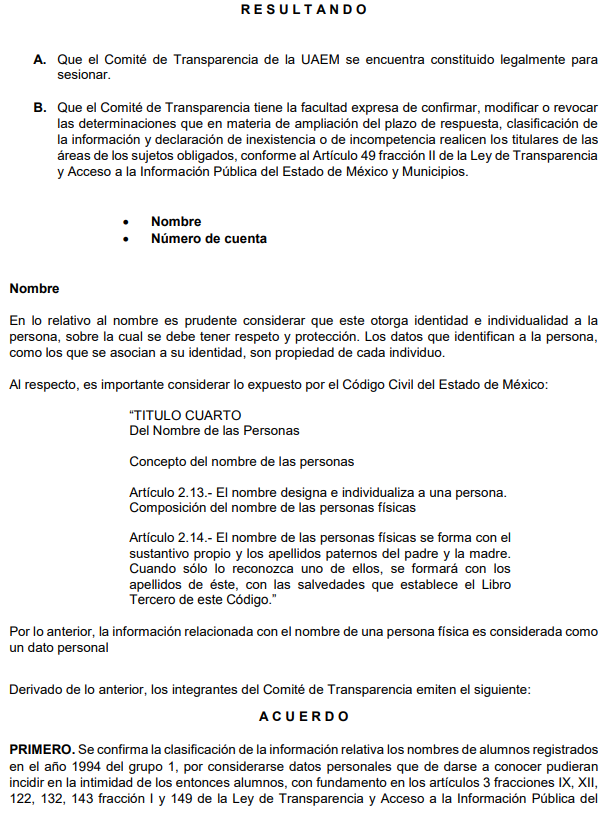 R E S U L T A N D O
A. Que el Comité de Transparencia de la UAEM se encuentra constituido legalmente para
sesionar.
B. Que el Comité de Transparencia tiene la facultad expresa de confirmar, modificar o revocar
las determinaciones que en materia de ampliación del plazo de respuesta, clasificación de
la información y declaración de inexistencia o de incompetencia realicen los titulares de las
áreas de los sujetos obligados, conforme al Artículo 49 fracción II de la Ley de Transparencia
y Acceso a la Información Pública del Estado de México y Municipios.
• Nombre
• Número de cuenta
Nombre
En lo relativo al nombre es prudente considerar que este otorga identidad e individualidad a la
persona, sobre la cual se debe tener respeto y protección. Los datos que identifican a la persona,
como los que se asocian a su identidad, son propiedad de cada individuo.
Al respecto, es importante considerar lo expuesto por el Código Civil del Estado de México:
“TITULO CUARTO
Del Nombre de las Personas
Concepto del nombre de las personas
Artículo 2.13.- El nombre designa e individualiza a una persona.
Composición del nombre de las personas físicas
Artículo 2.14.- El nombre de las personas físicas se forma con el
sustantivo propio y los apellidos paternos del padre y la madre.
Cuando sólo lo reconozca uno de ellos, se formará con los
apellidos de éste, con las salvedades que establece el Libro
Tercero de este Código.”
Por lo anterior, la información relacionada con el nombre de una persona física es considerada como
un dato personal
Derivado de lo anterior, los integrantes del Comité de Transparencia emiten el siguiente:
A C U E R D O
PRIMERO. Se confirma la clasificación de la información relativa los nombres de alumnos registrados
en el año 1994 del grupo 1, por considerarse datos personales que de darse a conocer pudieran
incidir en la intimidad de los entonces alumnos, con fundamento en los artículos 3 fracciones IX, XII,
122, 132, 143 fracción I y 149 de la Ley de Transparencia y Acceso a la Información Pública del